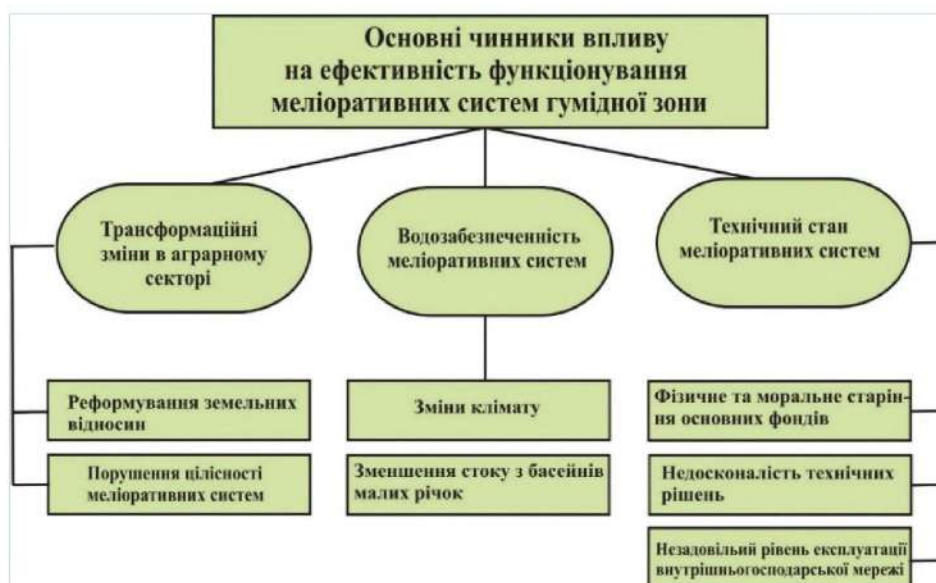 Основні чинники впливу
на ефективність функціонування
меліоративних систем гумідної зони
Трансформаційні
зміни в аграрному
секторі
Водозабезпеченність
меліоративних систем
Технічний стан
меліоративних систем
Реформування земельних
відносин
Порушення цілісності
меліоративних систем
Зміни клімату
Зменшення стоку з басейнів
малих річок
Фізичне та моральне старін-
ня основних фондів
Недосконалість технічних
рішень
Незадовільний рівень експлуатації
внутрішньогосподарської мережі